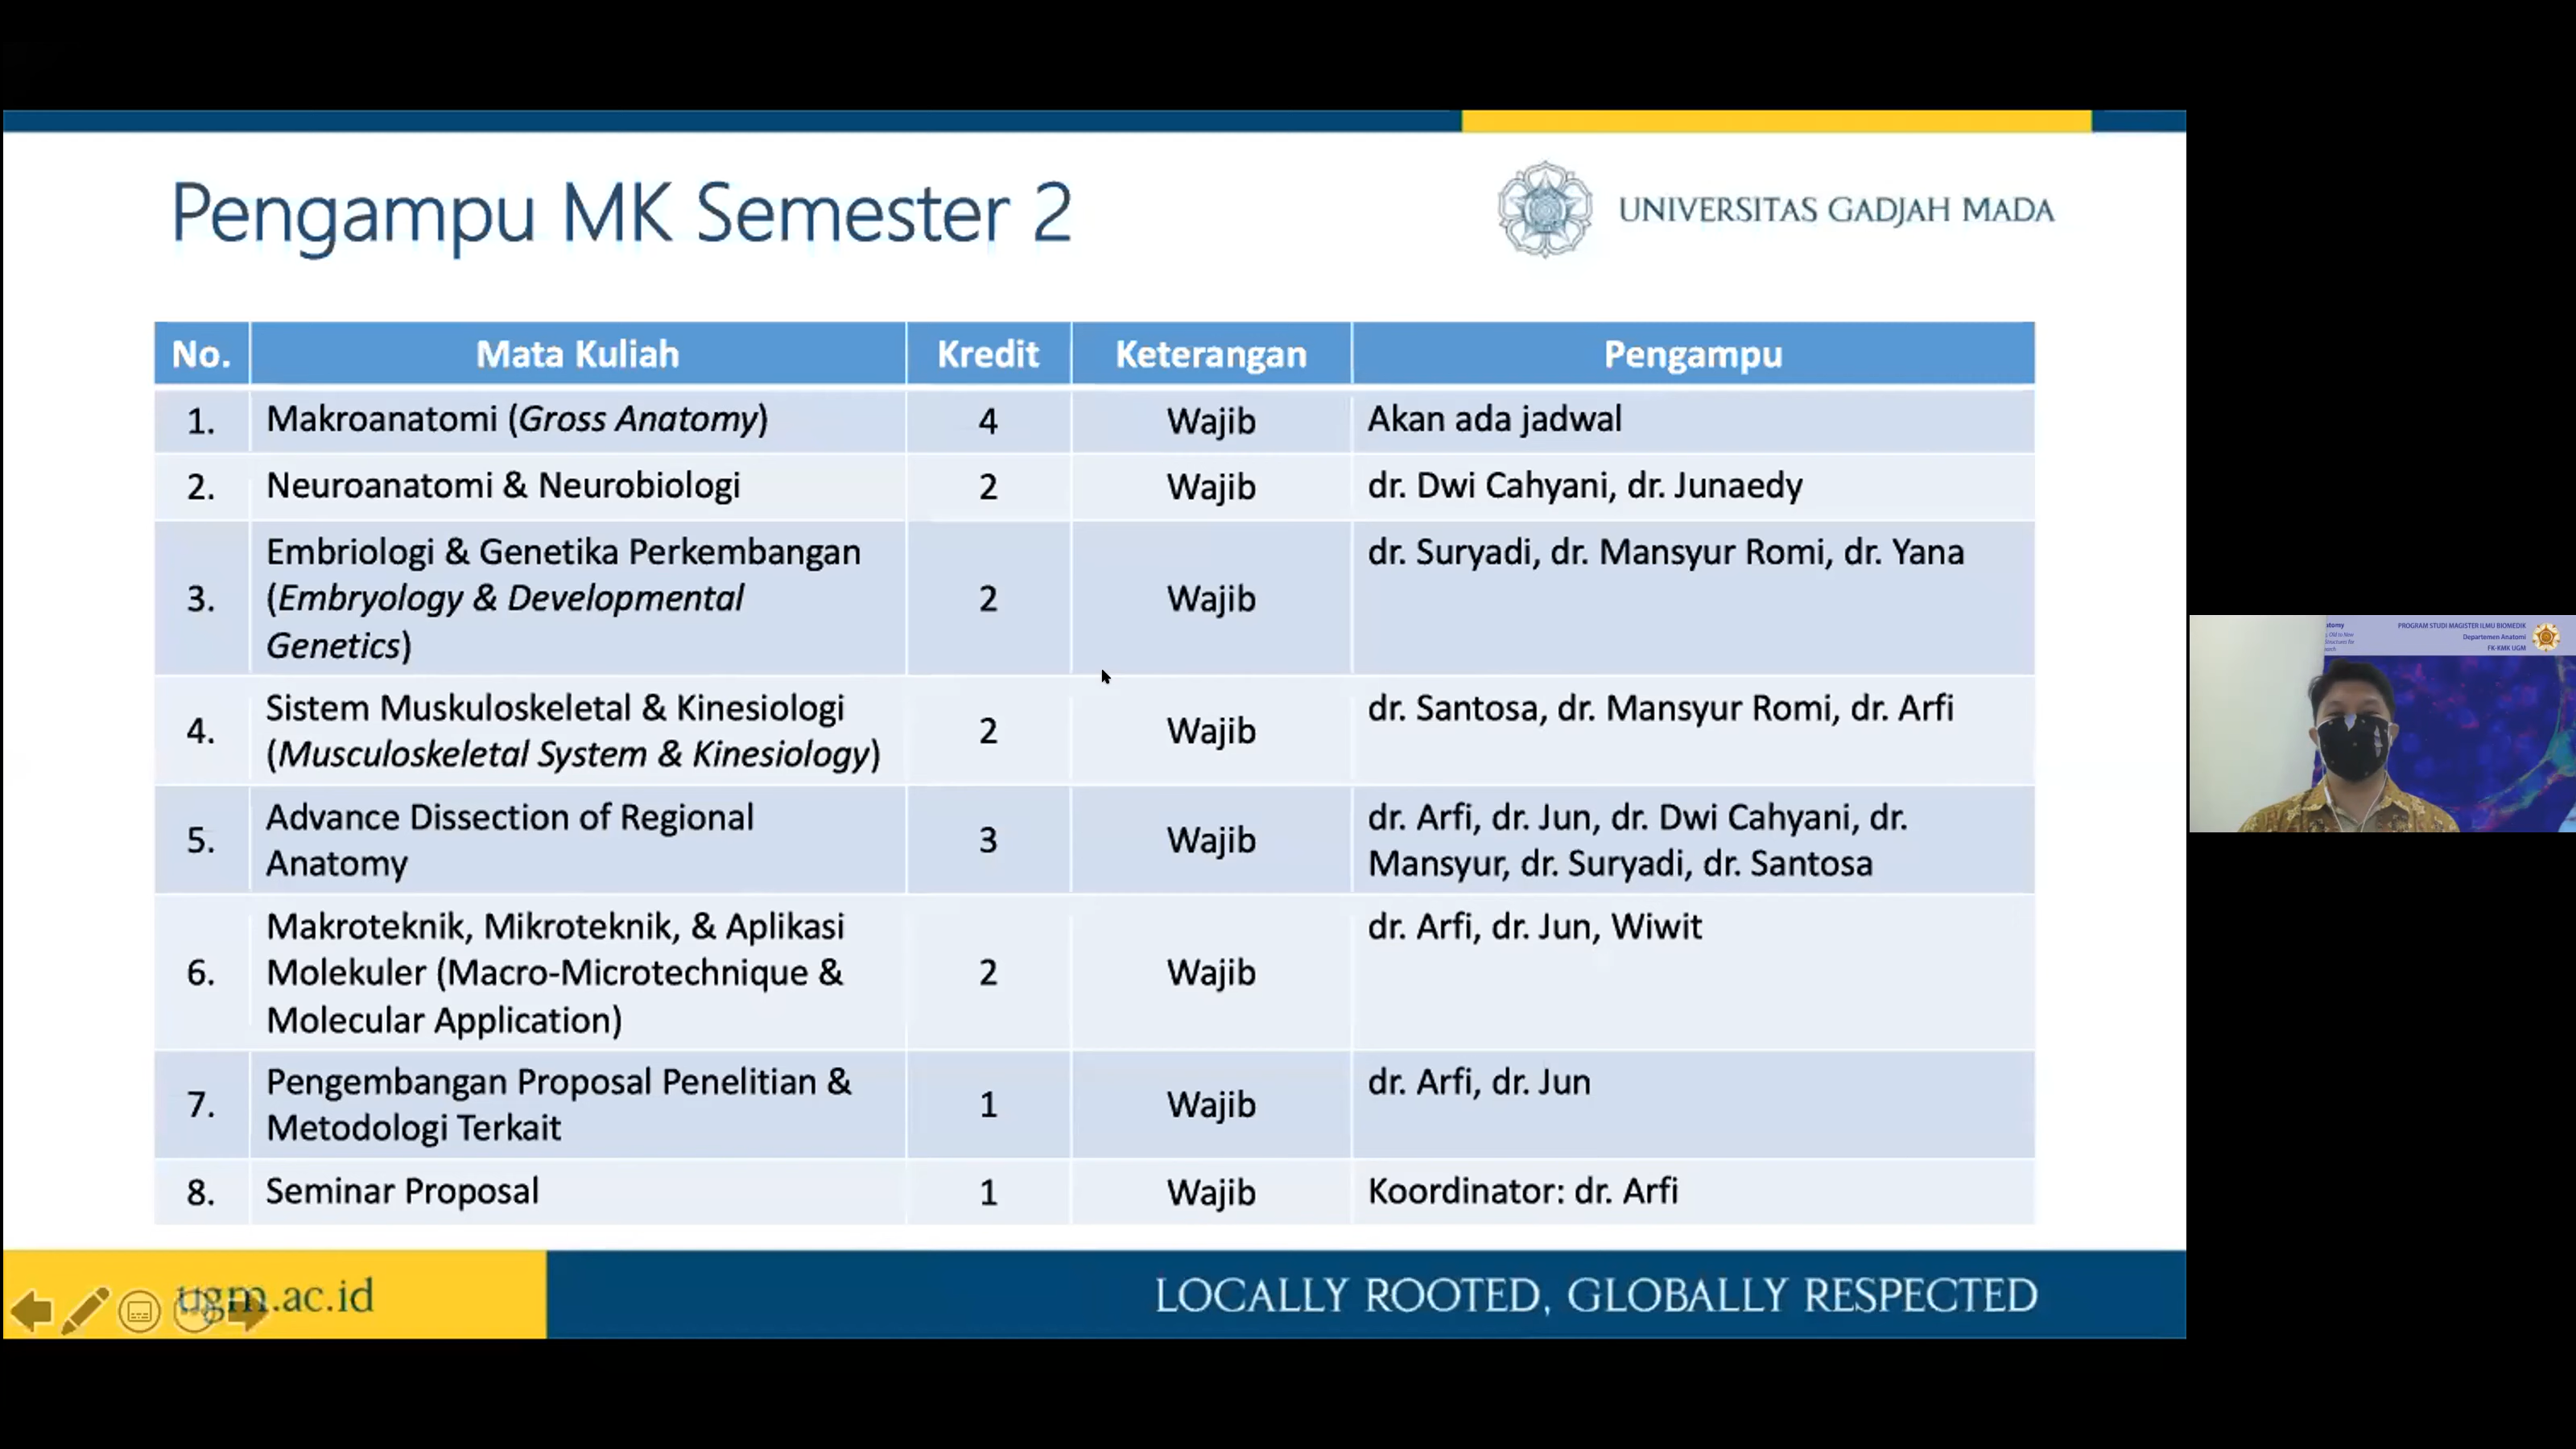 Pengampu MK Semester 2
UNIVERSITAS GADJAH MADA
No. Mata Kuliah Kredit Keterangan Pengampu
1. Makroanatomi (Gross Anatomy) 4 Wajib Akan ada jadwal
2. Neuroanatomi & Neurobiologi 2 Wajib dr. Dwi Cahyani, dr. Junaedy
3. Embriologi & Genetika Perkembangan
(Embryology & Developmental
Genetics) 2 Wajib dr. Suryadi, dr. Mansyur Romi, dr. Yana
4. Sistem Muskuloskeletal & Kinesiologi
(Musculoskeletal System & Kinesiology) 2 Wajib dr. Santosa, dr. Mansyur Romi, dr. Arfi
5. Advance Dissection of Regional
Anatomy 3 Wajib dr. Arfi, dr. Jun, dr. Dwi Cahyani, dr.
Mansyur, dr. Suryadi, dr. Santosa
6. Makroteknik, Mikroteknik, & Aplikasi
Molekuler (Macro-Microtechnique &
Molecular Application) 2 Wajib dr. Arfi, dr. Jun, Wiwit
7. Pengembangan Proposal Penelitian &
Metodologi Terkait 1 Wajib dr. Arfi, dr. Jun
8. Seminar Proposal 1 Wajib Koordinator: dr. Arfi
ugm.ac.id
LOCALLY ROOTED, GLOBALLY RESPECTED
PROGRAM STUDI MAGISTER ILMU BIOMEDIK
Departemen Anatomi
FK-KMK UGM